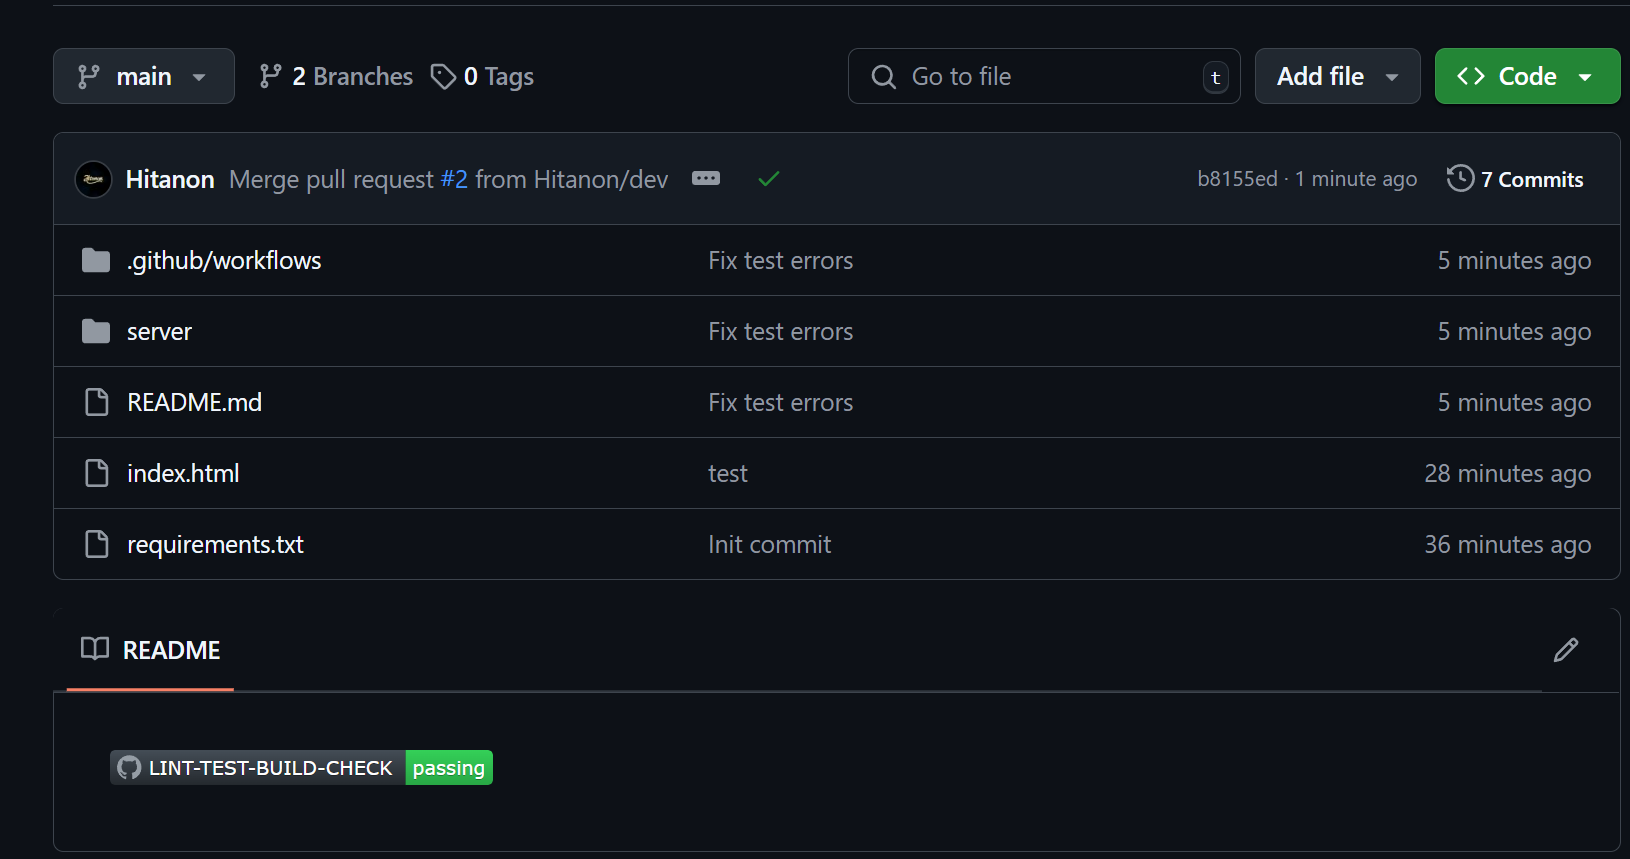 main 2 Branches 0 Tags Go to file t Add file Code
Hitanon Merge pull request #2 from Hitanon/dev b8155ed · 1 minute ago 7 Commits
.github/workflows Fix test errors 5 minutes ago
server Fix test errors 5 minutes ago
README.md Fix test errors 5 minutes ago
index.html test 28 minutes ago
requirements.txt Init commit 36 minutes ago
README
LINT-TEST-BUILD-CHECK passing